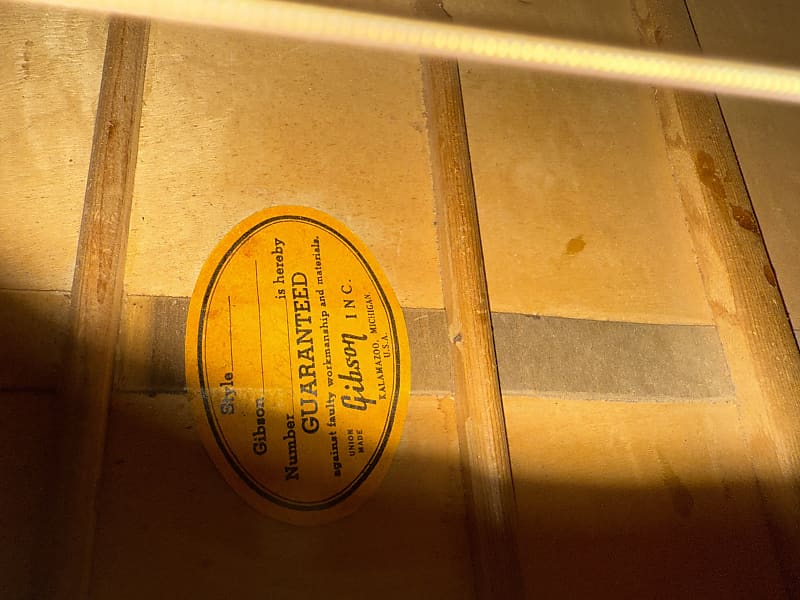 Style
Gibson
Number is hereby
GUARANTEED
against faulty workmanship and materials.
UNION MADE Gibson INC.
KALAMAZOO, MICHIGAN,
U.S.A.